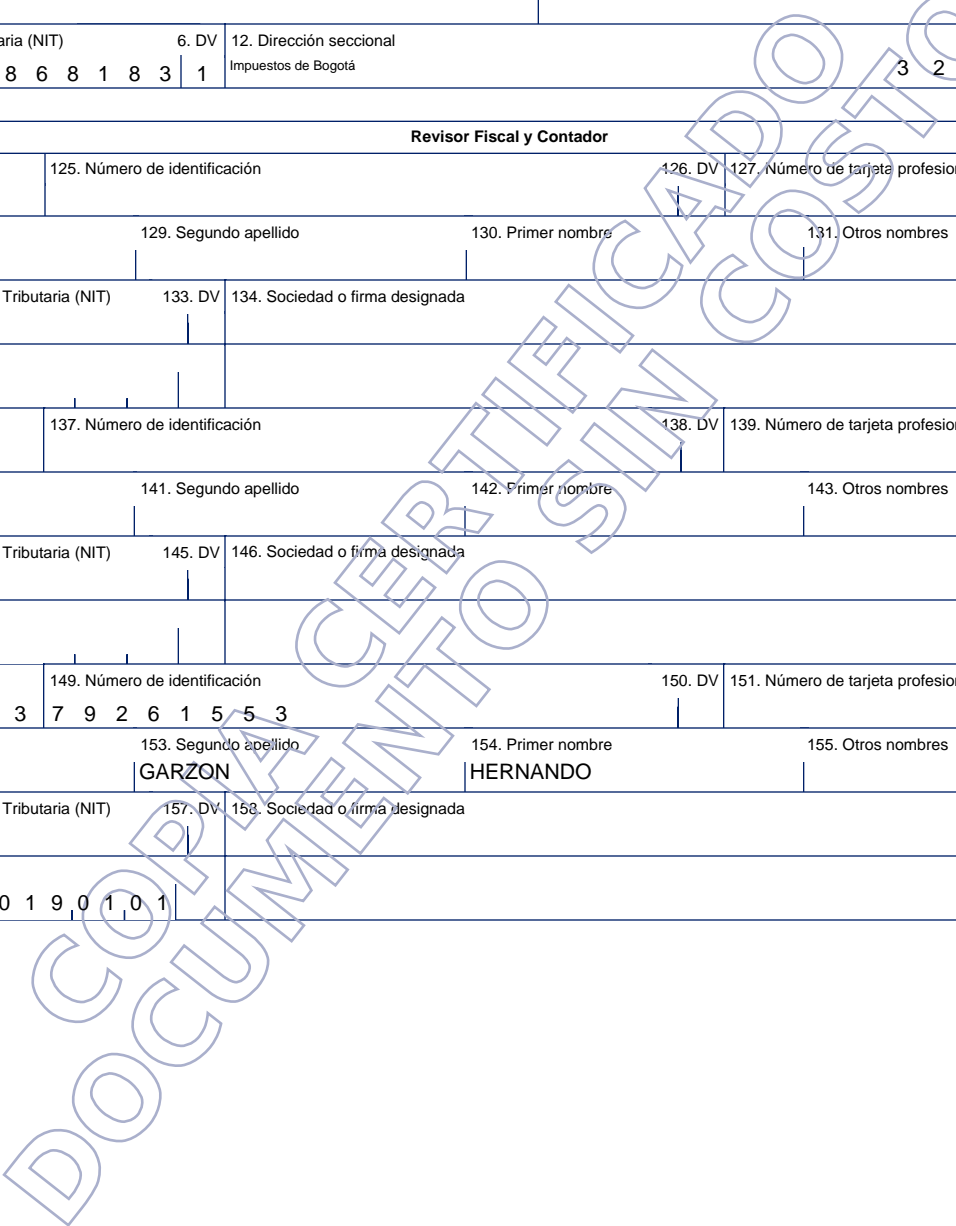 aria (NIT) 6. DV 12. Dirección seccional
8 6 8 1 8 3 1 Impuestos de Bogotá 3 2
Revisor Fiscal y Contador
125. Número de identificación 126. DV 127. Número de tarjeta profesion
129. Segundo apellido 130. Primer nombre 131. Otros nombres
Tributaria (NIT) 133. DV 134. Sociedad o firma designada
137. Número de identificación 138. DV 139. Número de tarjeta profesion
141. Segundo apellido 142. Primer nombre 143. Otros nombres
Tributaria (NIT) 145. DV 146. Sociedad o firma designada
149. Número de identificación 150. DV 151. Número de tarjeta profesion
3 7 9 2 6 1 5 5 3
153. Segundo apellido 154. Primer nombre 155. Otros nombres
GARZON HERNANDO
Tributaria (NIT) 157. DV 158. Sociedad o firma designada
0 1 9 0 1 0 1
COPIA CERTIFICADO
DOCUMENTO SIN COSTO